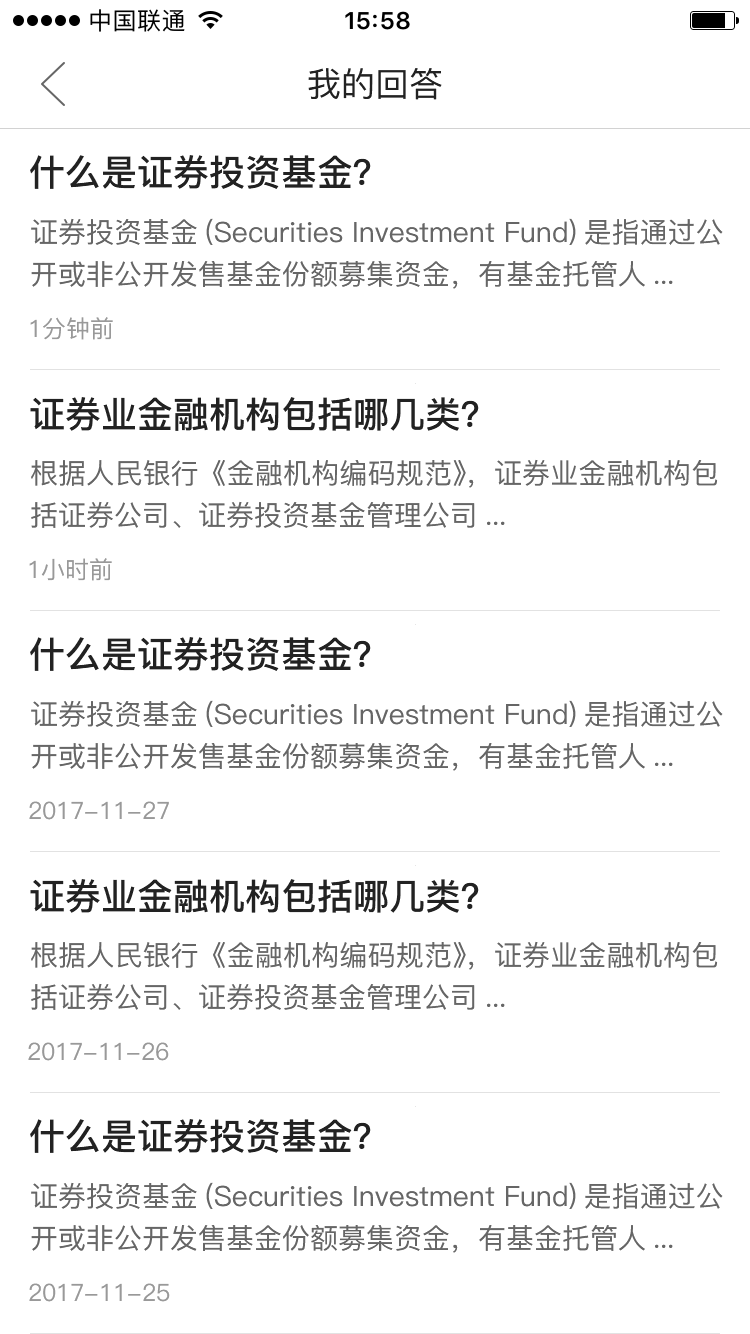 中国联通
15:58
我的回答
什么是证券投资基金?
证券投资基金 (Securities Investment Fund) 是指通过公
开或非公开发售基金份额募集资金，有基金托管人 ...
1分钟前
证券业金融机构包括哪几类?
根据人民银行《金融机构编码规范》，证券业金融机构包
括证券公司、证券投资基金管理公司 ...
1小时前
什么是证券投资基金?
证券投资基金 (Securities Investment Fund) 是指通过公
开或非公开发售基金份额募集资金，有基金托管人 ...
2017-11-27
证券业金融机构包括哪几类?
根据人民银行《金融机构编码规范》，证券业金融机构包
括证券公司、证券投资基金管理公司 ...
2017-11-26
什么是证券投资基金?
证券投资基金 (Securities Investment Fund) 是指通过公
开或非公开发售基金份额募集资金，有基金托管人 ...
2017-11-25